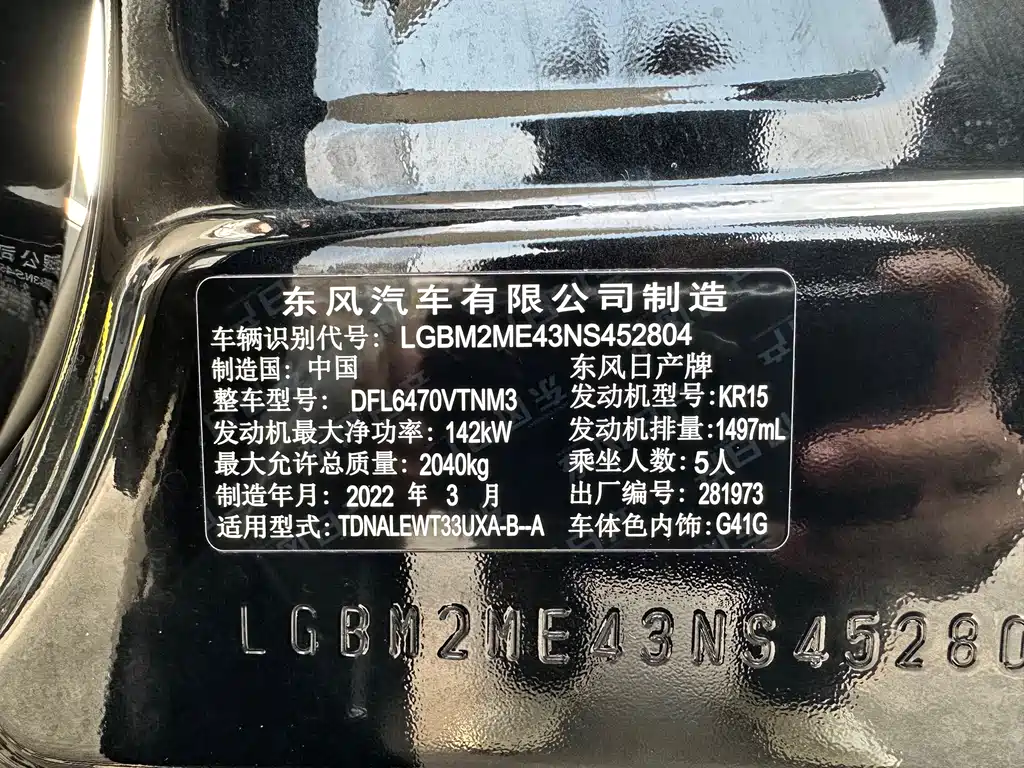 东风汽车有限公司制造
车辆识别代号: LGBM2ME43NS452804
制造国: 中国 东风日产牌
整车型号: DFL6470VTNM3 发动机型号:KR15
发动机最大净功率: 142kW 发动机排量:1497mL
最大允许总质量: 2040kg 乘坐人数:5人
制造年月: 2022 年 3 月 出厂编号: 281973
适用型式:TDNALEWT33UXA-B--A 车体色内饰:G41G
LGBM2ME43NS45280